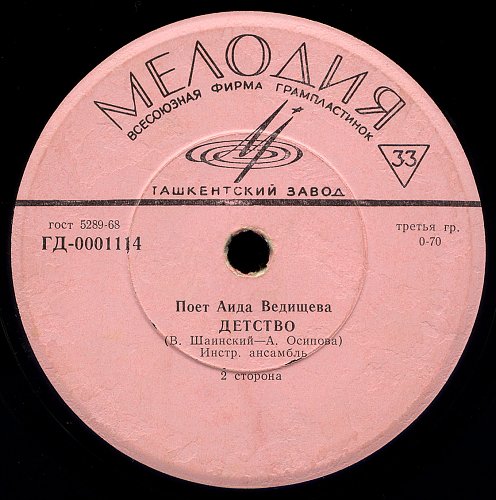 МЕЛОДИЯ
ВСЕСОЮЗНАЯ ФИРМА ГРАМПЛАСТИНОК
33
ТАШКЕНТСКИЙ ЗАВОД
гост 5289-68
третья гр.
ГД-0001114
0-70
Поет Аида Ведищева
ДЕТСТВО
(В. Шаинский—А. Осипова)
Инстр. ансамбль
2 сторона